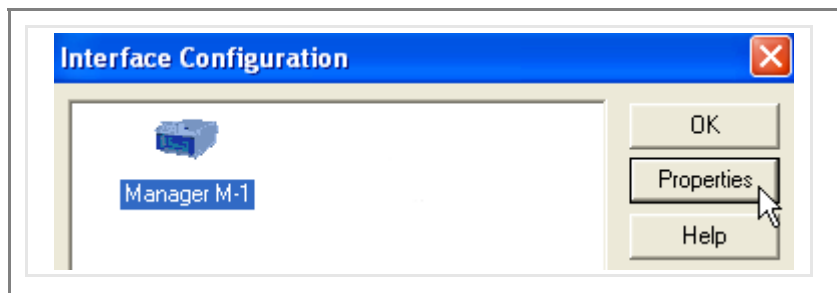 Interface Configuration
OK
Manager M-1
Properties
Help